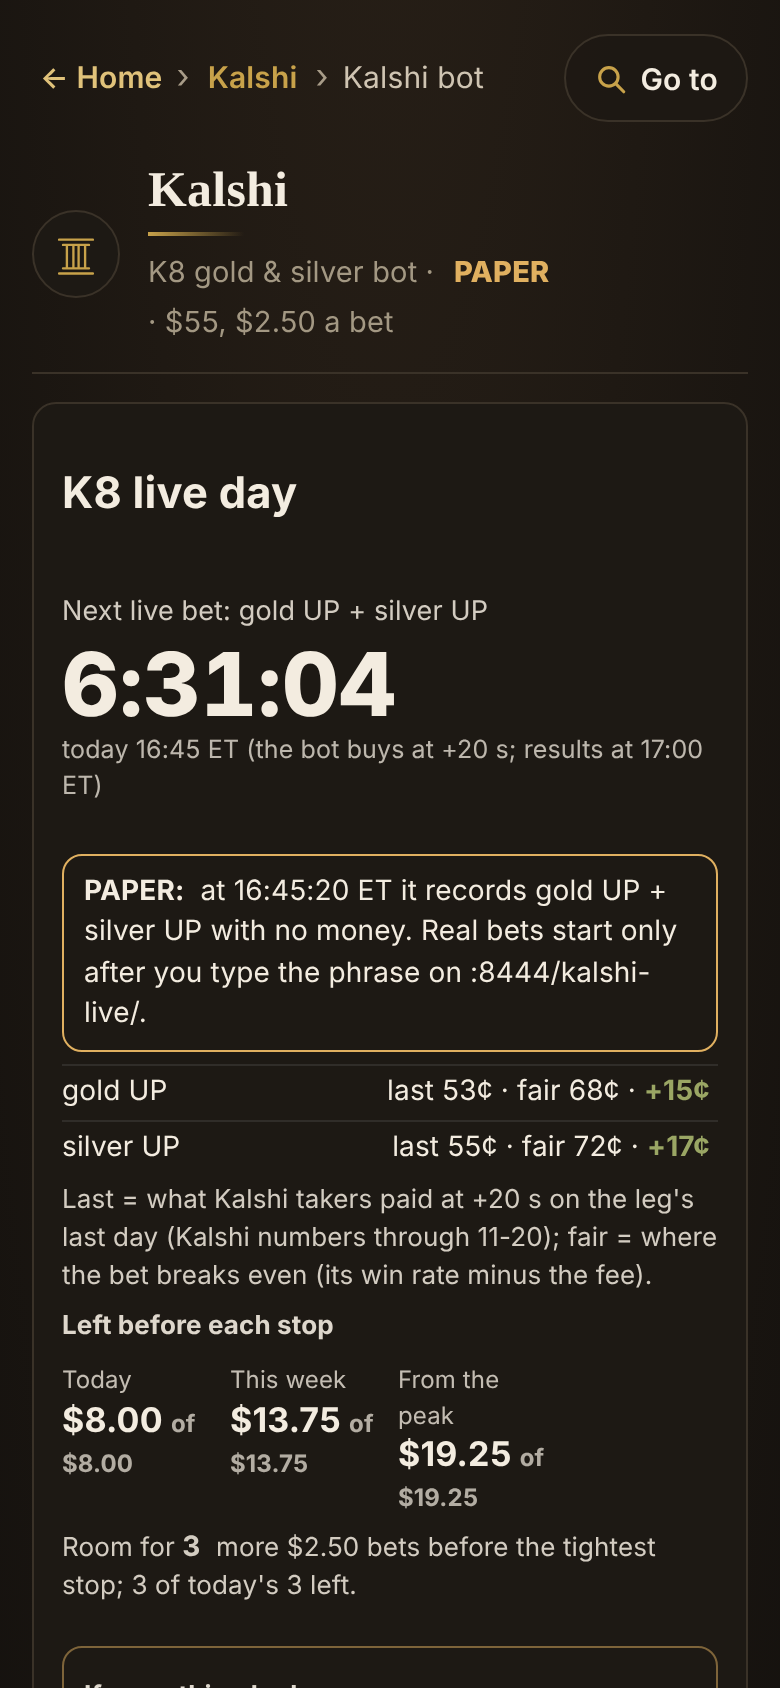 ← Home › Kalshi › Kalshi bot
Go to
Kalshi
K8 gold & silver bot · PAPER
· $55, $2.50 a bet
K8 live day
Next live bet: gold UP + silver UP
6:31:04
today 16:45 ET (the bot buys at +20 s; results at 17:00
ET)
PAPER: at 16:45:20 ET it records gold UP +
silver UP with no money. Real bets start only
after you type the phrase on :8444/kalshi-
live/.
gold UP last 53¢ · fair 68¢ · +15¢
silver UP last 55¢ · fair 72¢ · +17¢
Last = what Kalshi takers paid at +20 s on the leg's
last day (Kalshi numbers through 11-20); fair = where
the bet breaks even (its win rate minus the fee).
Left before each stop
Today
$8.00 of
$8.00
This week
$13.75 of
$13.75
From the
peak
$19.25 of
$19.25
Room for 3 more $2.50 bets before the tightest
stop; 3 of today's 3 left.